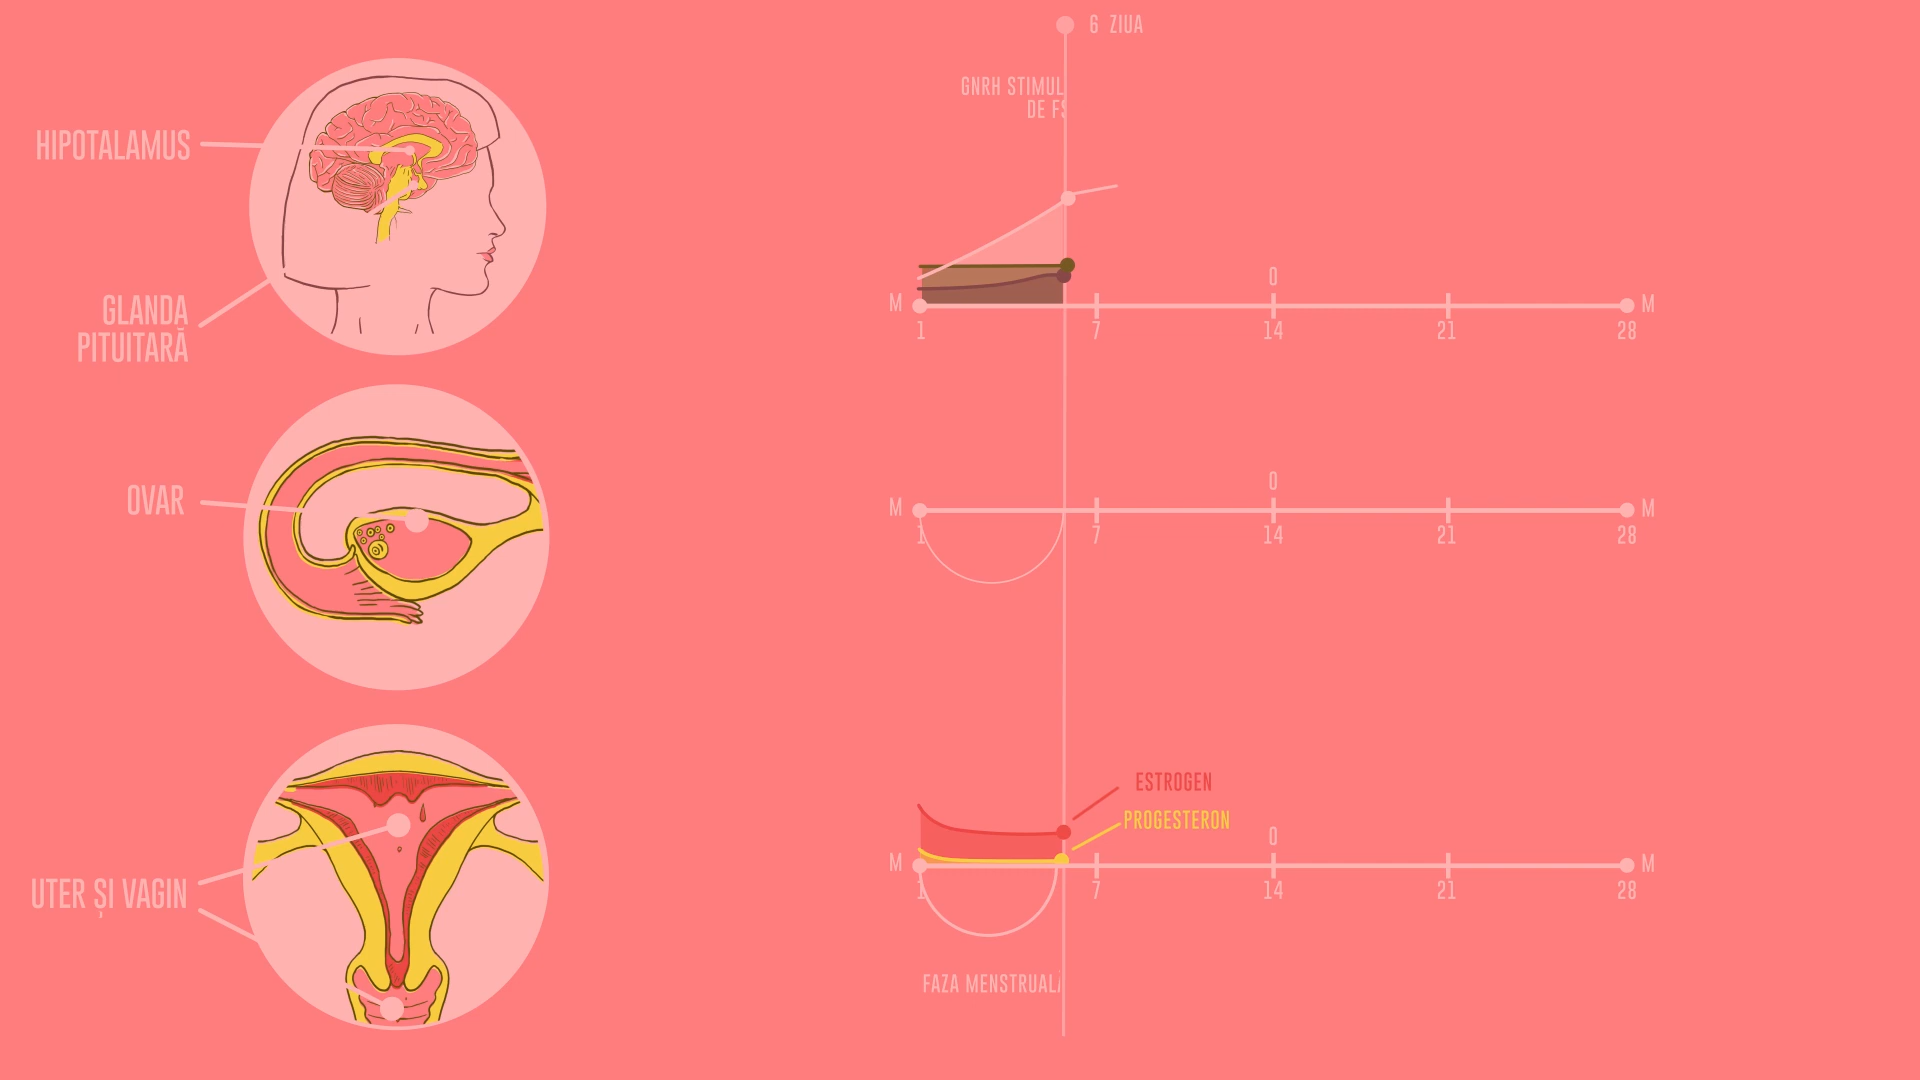 6 ZIUA
GNRH STIMUL
DE FS
HIPOTALAMUS
GLANDA
PITUITARĂ
M 0 M
1 7 14 21 28
OVAR
M 0 M
1 7 14 21 28
ESTROGEN
PROGESTERON
UTER ȘI VAGIN
M 0 M
1 7 14 21 28
FAZA MENSTRUALĂ